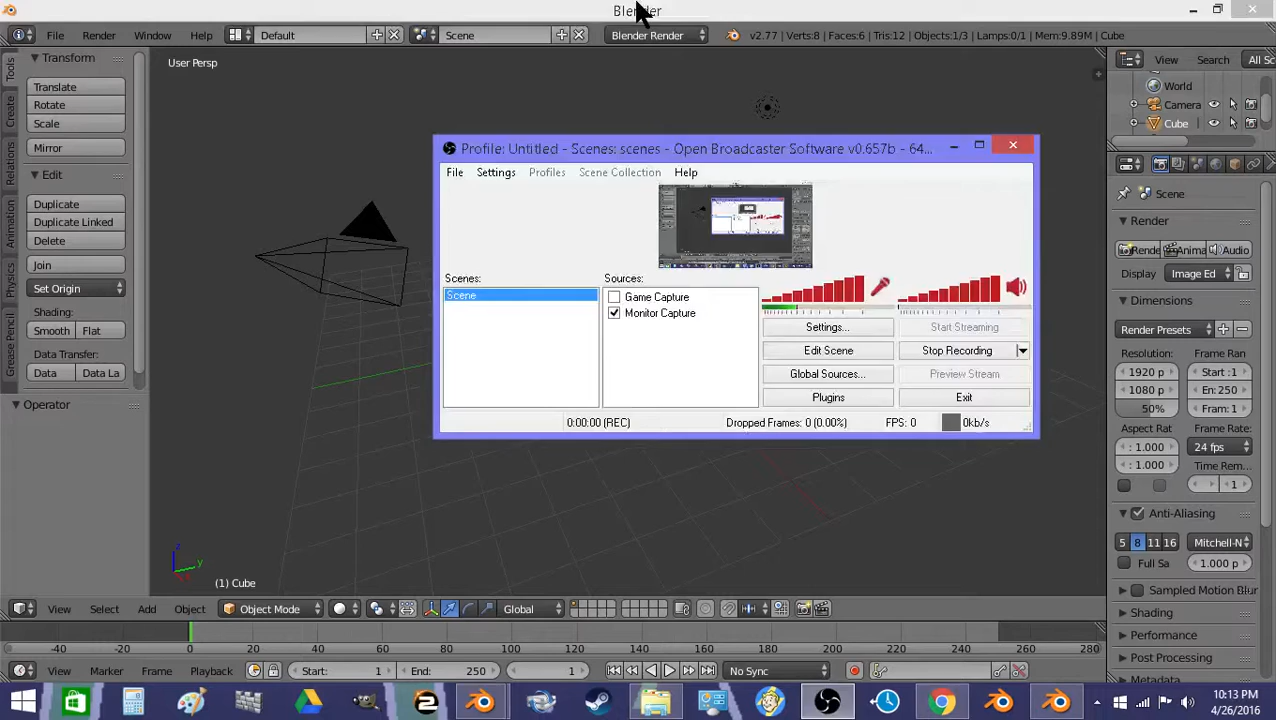 Blender
File Render Window Help Default Scene Blender Render v2.77 | Verts:8 | Faces:6 | Tris:12 | Objects:1/3 | Lamps:0/1 | Mem:9.89M | Cube View Search All Sc
Tools
Create
Relations
Animation
Physics
Grease Pencil
Transform
Translate
Rotate
Scale
Mirror
Edit
Duplicate
Duplicate Linked
Delete
Join
Set Origin
Shading:
Smooth Flat
Data Transfer:
Data Data La
Operator
User Persp
z
y
(1) Cube
Profile: Untitled - Scenes: scenes - Open Broadcaster Software v0.657b - 64...
File Settings Profiles Scene Collection Help
Scenes: Sources:
Scene
Game Capture
Monitor Capture
Settings... Start Streaming
Edit Scene Stop Recording
Global Sources... Preview Stream
Plugins Exit
0:00:00 (REC) Dropped Frames: 0 (0.00%) FPS: 0 0kb/s
World
Camera
Cube
Scene
Render
Rende Anima Audio
Display Image Ed
Dimensions
Render Presets
Resolution: Frame Ran
1920 p Start :1
1080 p En: 250
50% Fram: 1
Aspect Rat Frame Rate:
: 1.000 24 fps
: 1.000 Time Rem...
1
Anti-Aliasing
5 8 11 16 Mitchell-N
Full Sa 1.000 p
Sampled Motion Blur
Shading
Performance
Post Processing
Metadata
View Select Add Object Object Mode Global
-40 -20 0 20 40 60 80 100 120 140 160 180 200 220 240 260 280
View Marker Frame Playback Start: 1 End: 250 1 No Sync
10:13 PM
4/26/2016